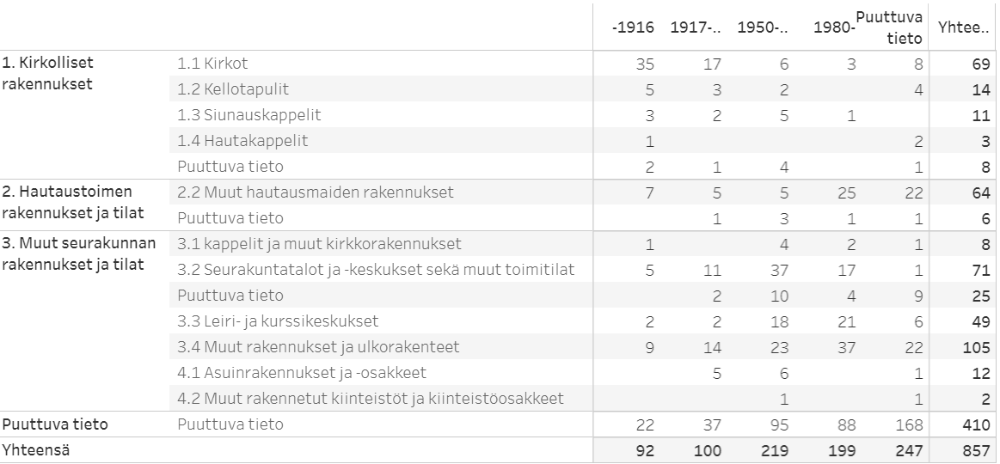 -1916 1917-.. 1950-.. 1980- Puuttuva tieto Yhtee..
1. Kirkolliset rakennukset 1.1 Kirkot 35 17 6 3 8 69
1.2 Kellotapulit 5 3 2 4 14
1.3 Siunauskappelit 3 2 5 1 11
1.4 Hautakappelit 1 2 3
Puuttuva tieto 2 1 4 1 8
2. Hautaustoimen rakennukset ja tilat 2.2 Muut hautausmaiden rakennukset 7 5 5 25 22 64
Puuttuva tieto 1 3 1 1 6
3. Muut seurakunnan rakennukset ja tilat 3.1 kappelit ja muut kirkkorakennukset 1 4 2 1 8
3.2 Seurakuntatalot ja -keskukset sekä muut toimitilat 5 11 37 17 1 71
Puuttuva tieto 2 10 4 9 25
3.3 Leiri- ja kurssikeskukset 2 2 18 21 6 49
3.4 Muut rakennukset ja ulkorakenteet 9 14 23 37 22 105
4.1 Asuinrakennukset ja -osakkeet 5 6 1 12
4.2 Muut rakennetut kiinteistöt ja kiinteistöosakkeet 1 1 2
Puuttuva tieto Puuttuva tieto 22 37 95 88 168 410
Yhteensä 92 100 219 199 247 857